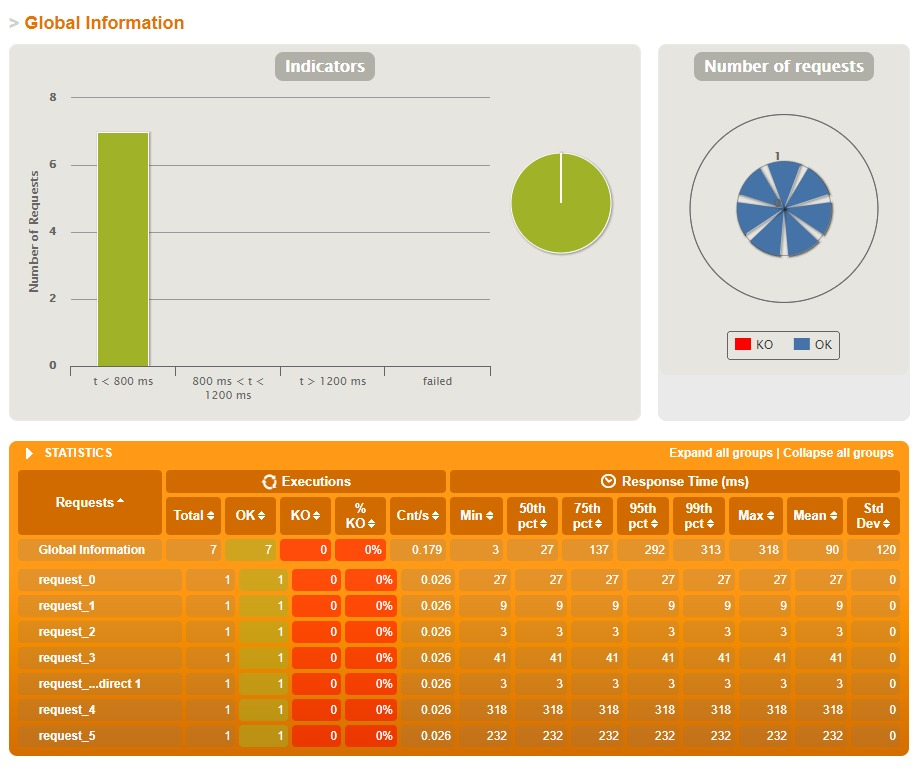 > Global Information
Indicators
Number of Requests
8
6
4
2
0
t < 800 ms
800 ms < t <
1200 ms
t > 1200 ms
failed
Number of requests
1
KO OK
STATISTICS Expand all groups | Collapse all groups
Requests Executions Response Time (ms)
Total OK KO % KO Cnt/s Min 50th pct 75th pct 95th pct 99th pct Max Mean Std Dev
Global Information 7 7 0 0% 0.179 3 27 137 292 313 318 90 120
request_0 1 1 0 0% 0.026 27 27 27 27 27 27 27 0
request_1 1 1 0 0% 0.026 9 9 9 9 9 9 9 0
request_2 1 1 0 0% 0.026 3 3 3 3 3 3 3 0
request_3 1 1 0 0% 0.026 41 41 41 41 41 41 41 0
request_...direct 1 1 1 0 0% 0.026 3 3 3 3 3 3 3 0
request_4 1 1 0 0% 0.026 318 318 318 318 318 318 318 0
request_5 1 1 0 0% 0.026 232 232 232 232 232 232 232 0